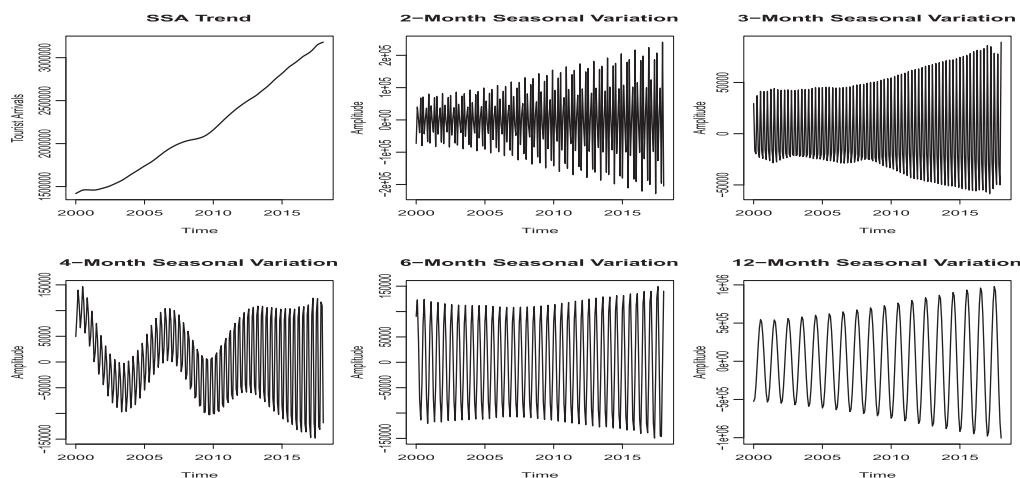 SSA Trend
Tourist Arrivals
1500000 2000000 2500000 3000000
2000 2005 2010 2015
Time
2−Month Seasonal Variation
Amplitude
−2e+05 −1e+05 0e+00 1e+05 2e+05
2000 2005 2010 2015
Time
3−Month Seasonal Variation
Amplitude
−50000 0 50000
2000 2005 2010 2015
Time
4−Month Seasonal Variation
Amplitude
−150000 −50000 0 50000 150000
2000 2005 2010 2015
Time
6−Month Seasonal Variation
Amplitude
−150000 −50000 0 50000 150000
2000 2005 2010 2015
Time
12−Month Seasonal Variation
Amplitude
−1e+06 −5e+05 0e+00 5e+05 1e+06
2000 2005 2010 2015
Time